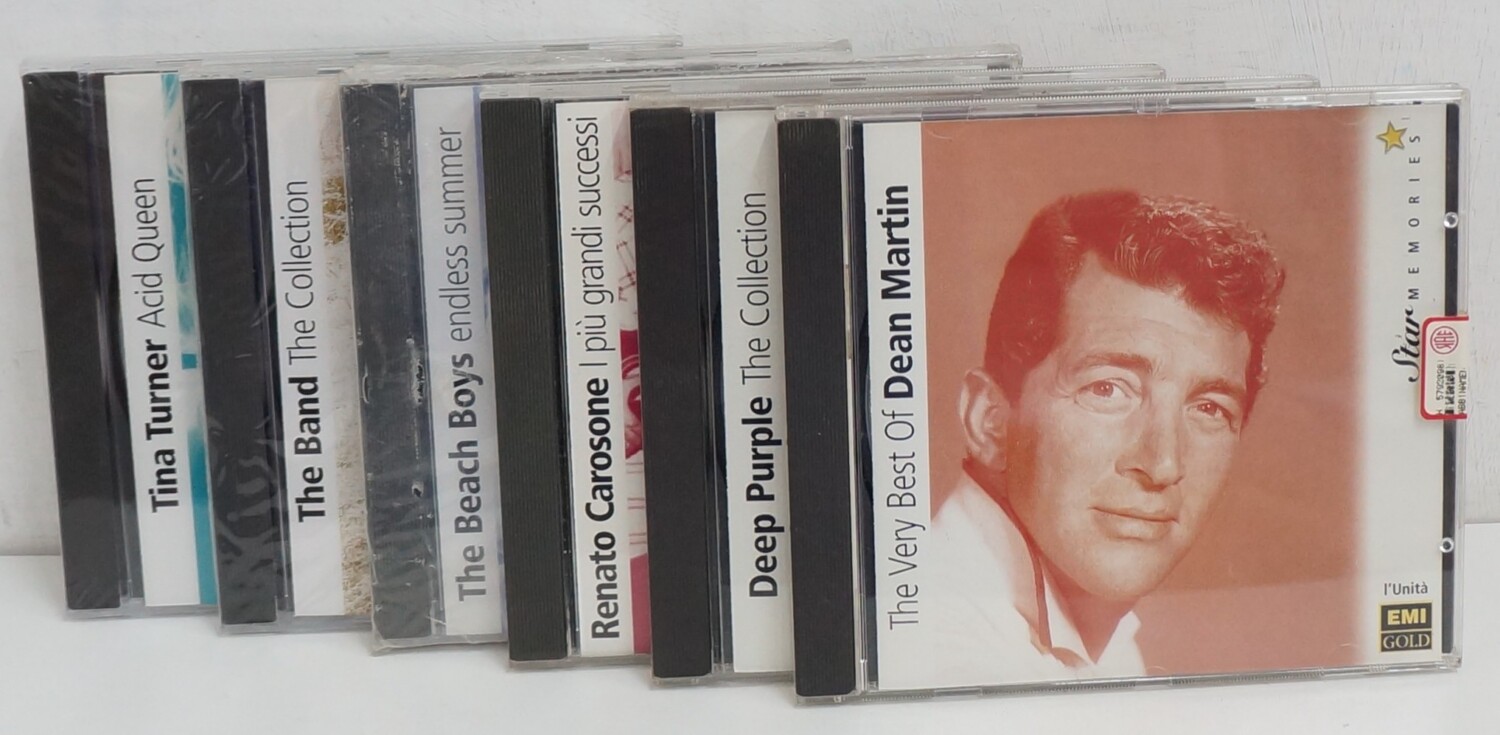 Tina Turner Acid Queen
The Band The Collection
The Beach Boys endless summer
Renato Carosone I più grandi successi
Deep Purple The Collection
The Very Best Of Dean Martin
Star MEMORIES
l'Unità
EMI
GOLD